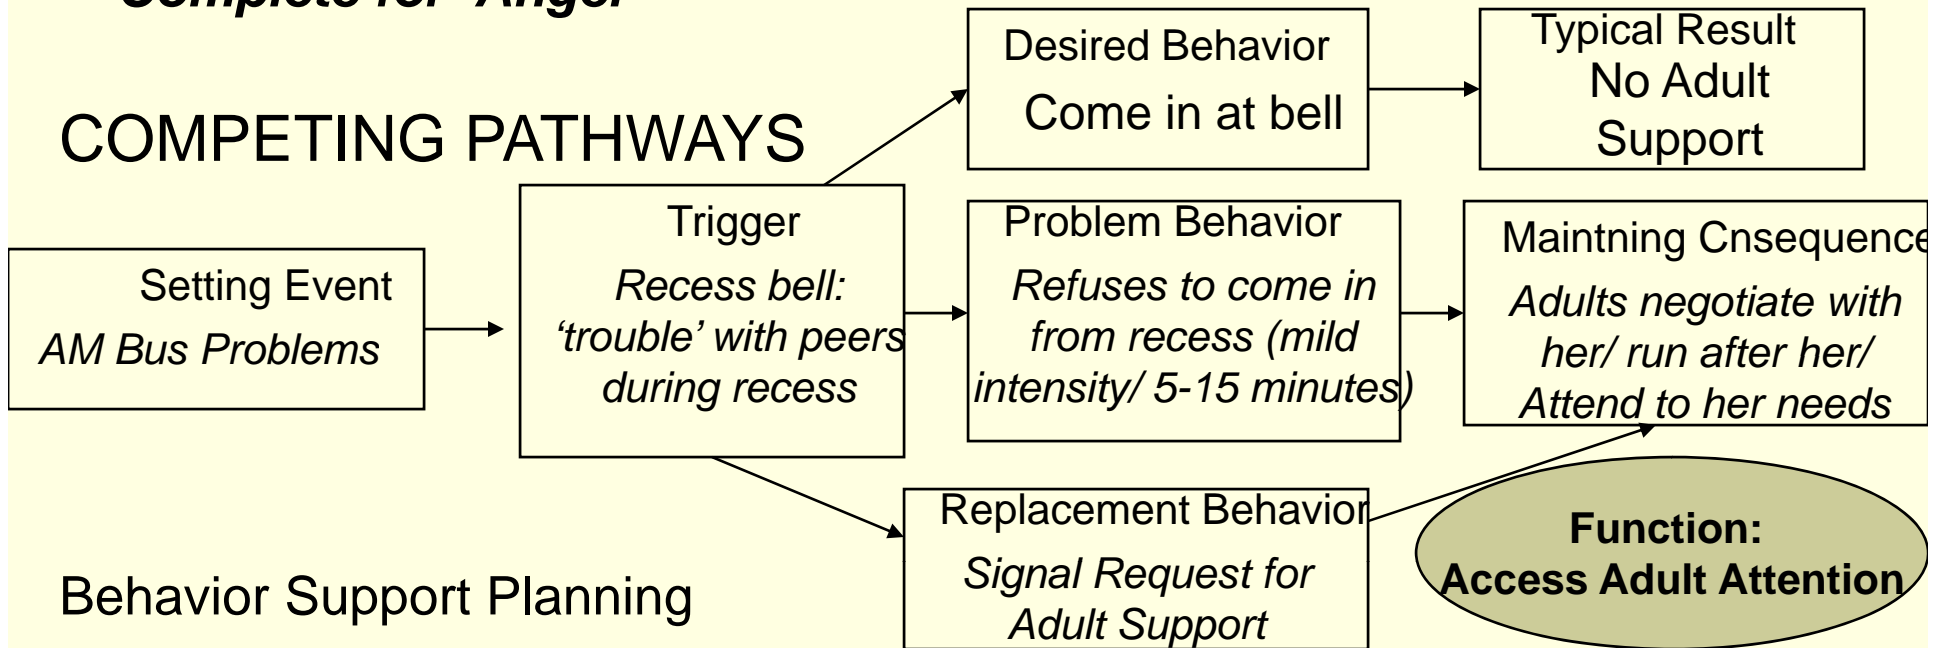 Complete for "Anger"
Desired Behavior
Come in at bell
Typical Result
No Adult
Support
COMPETING PATHWAYS
Setting Event
AM Bus Problems
Trigger
Recess bell:
‘trouble’ with peers
during recess
Problem Behavior
Refuses to come in
from recess (mild
intensity/ 5-15 minutes)
Maintning Cnsequence
Adults negotiate with
her/ run after her/
Attend to her needs
Replacement Behavior
Signal Request for
Adult Support
Function:
Access Adult Attention
Behavior Support Planning